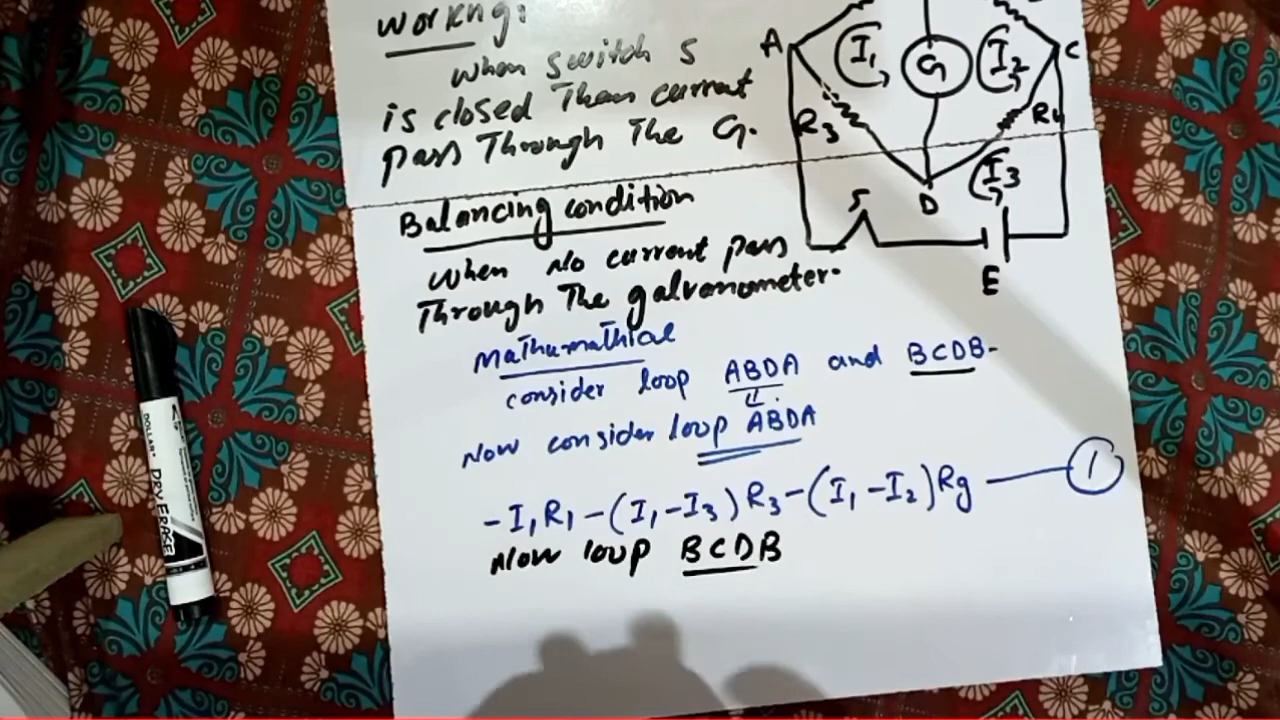 Workng:
When switch S
is closed Then current
pass Through The G.
A
I1
G
I2
C
R3
R4
I3
S
D
E
Balancing condition
When No current pass
Through The galvanometer.
Mathumathical
consider loop ABDA and BCDB-
Now consider loop ABDA
-I1R1-(I1-I3)R3-(I1-I2)Rg — 1
Now loop BCDB
DOLLAR
DRY ERASE